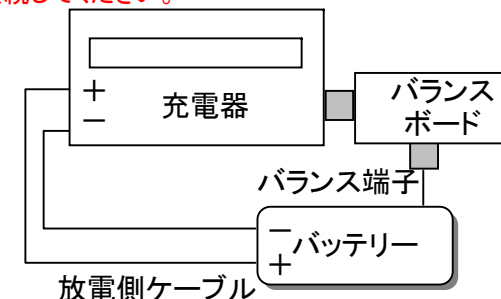 続してください。
＋
－
充電器
バランス
ボード
バランス端子
－
＋
バッテリー
放電側ケーブル